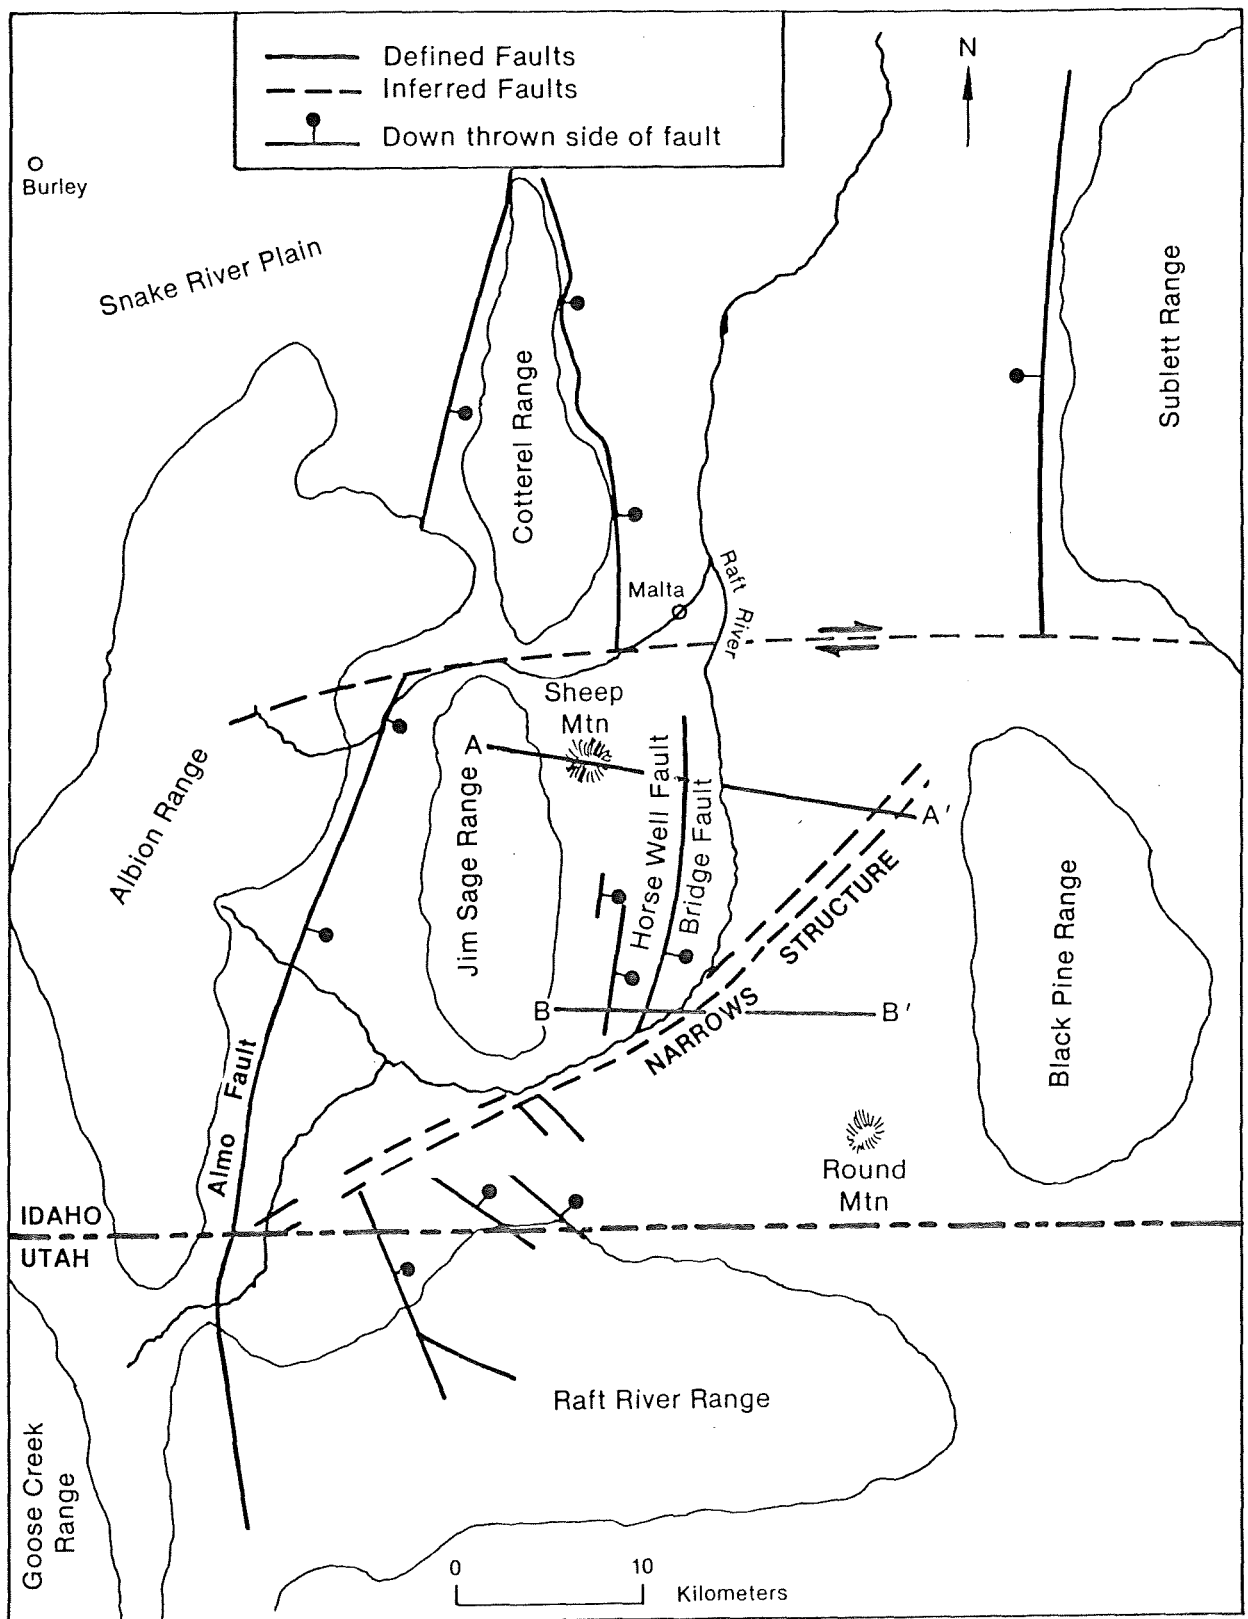 Defined Faults
Inferred Faults
Down thrown side of fault
N
Burley
Snake River Plain
Cotterel Range
Sublett Range
Malta
Raft River
Sheep
Mtn
A
A'
Albion Range
Jim Sage Range
Horse Well Fault
Bridge Fault
NARROWS STRUCTURE
Black Pine Range
B
B'
Almo Fault
Round
Mtn
IDAHO
UTAH
Raft River Range
Goose Creek
Range
0 10
Kilometers